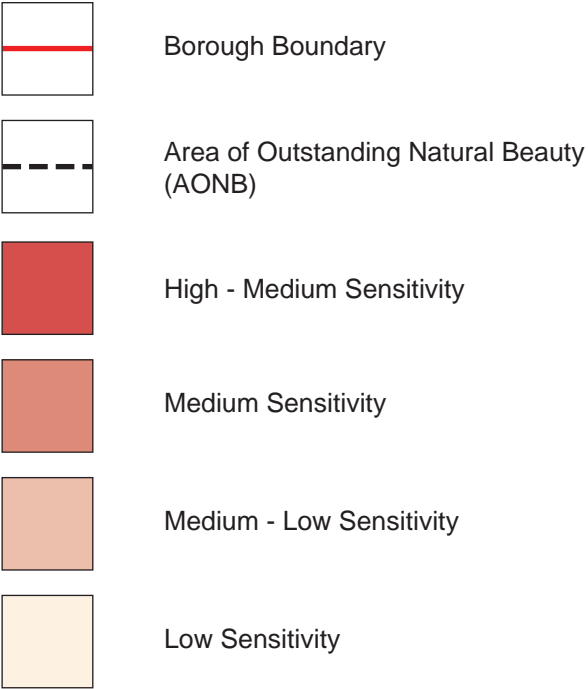 Borough Boundary
Area of Outstanding Natural Beauty
(AONB)
High - Medium Sensitivity
Medium Sensitivity
Medium - Low Sensitivity
Low Sensitivity